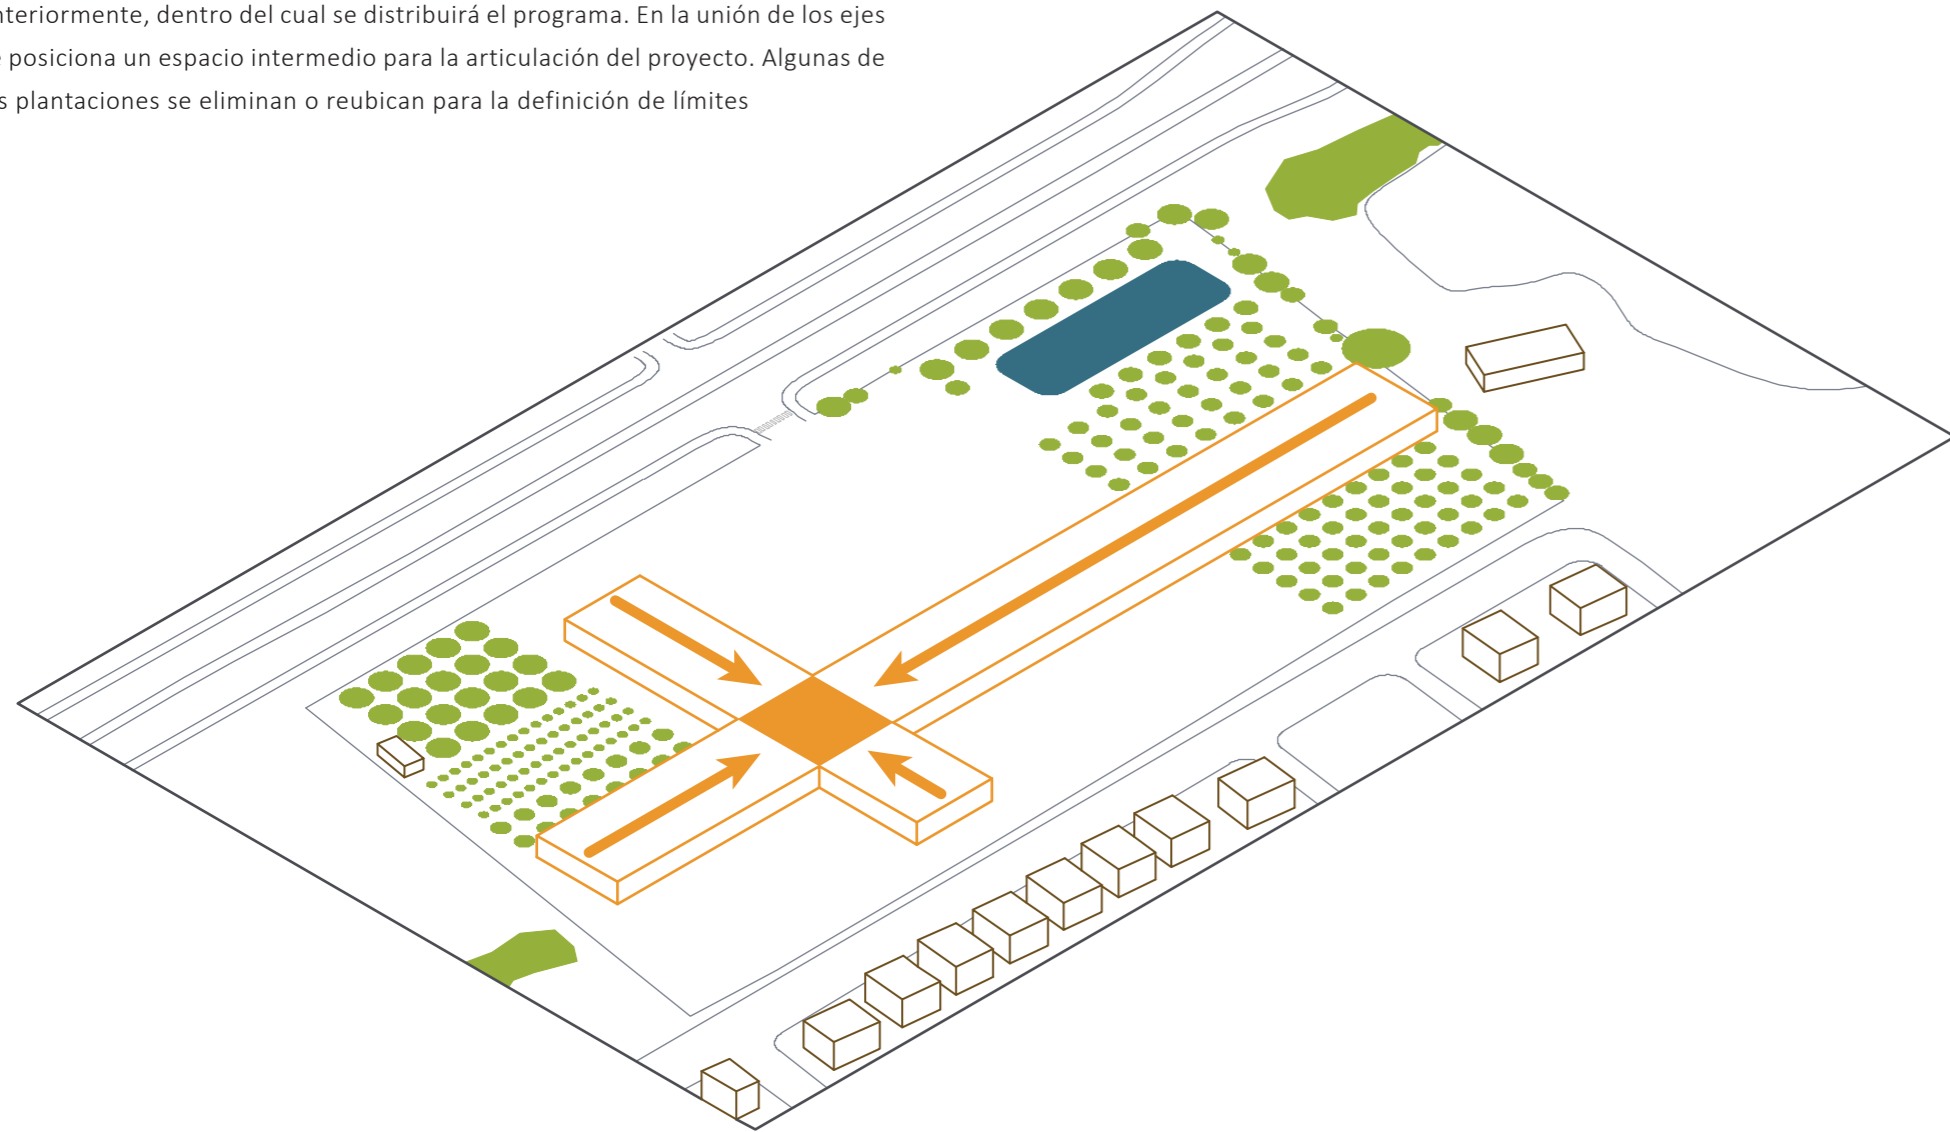 nteriormente, dentro del cual se distribuirá el programa. En la unión de los ejes
e posiciona un espacio intermedio para la articulación del proyecto. Algunas de
s plantaciones se eliminan o reubican para la definición de límites